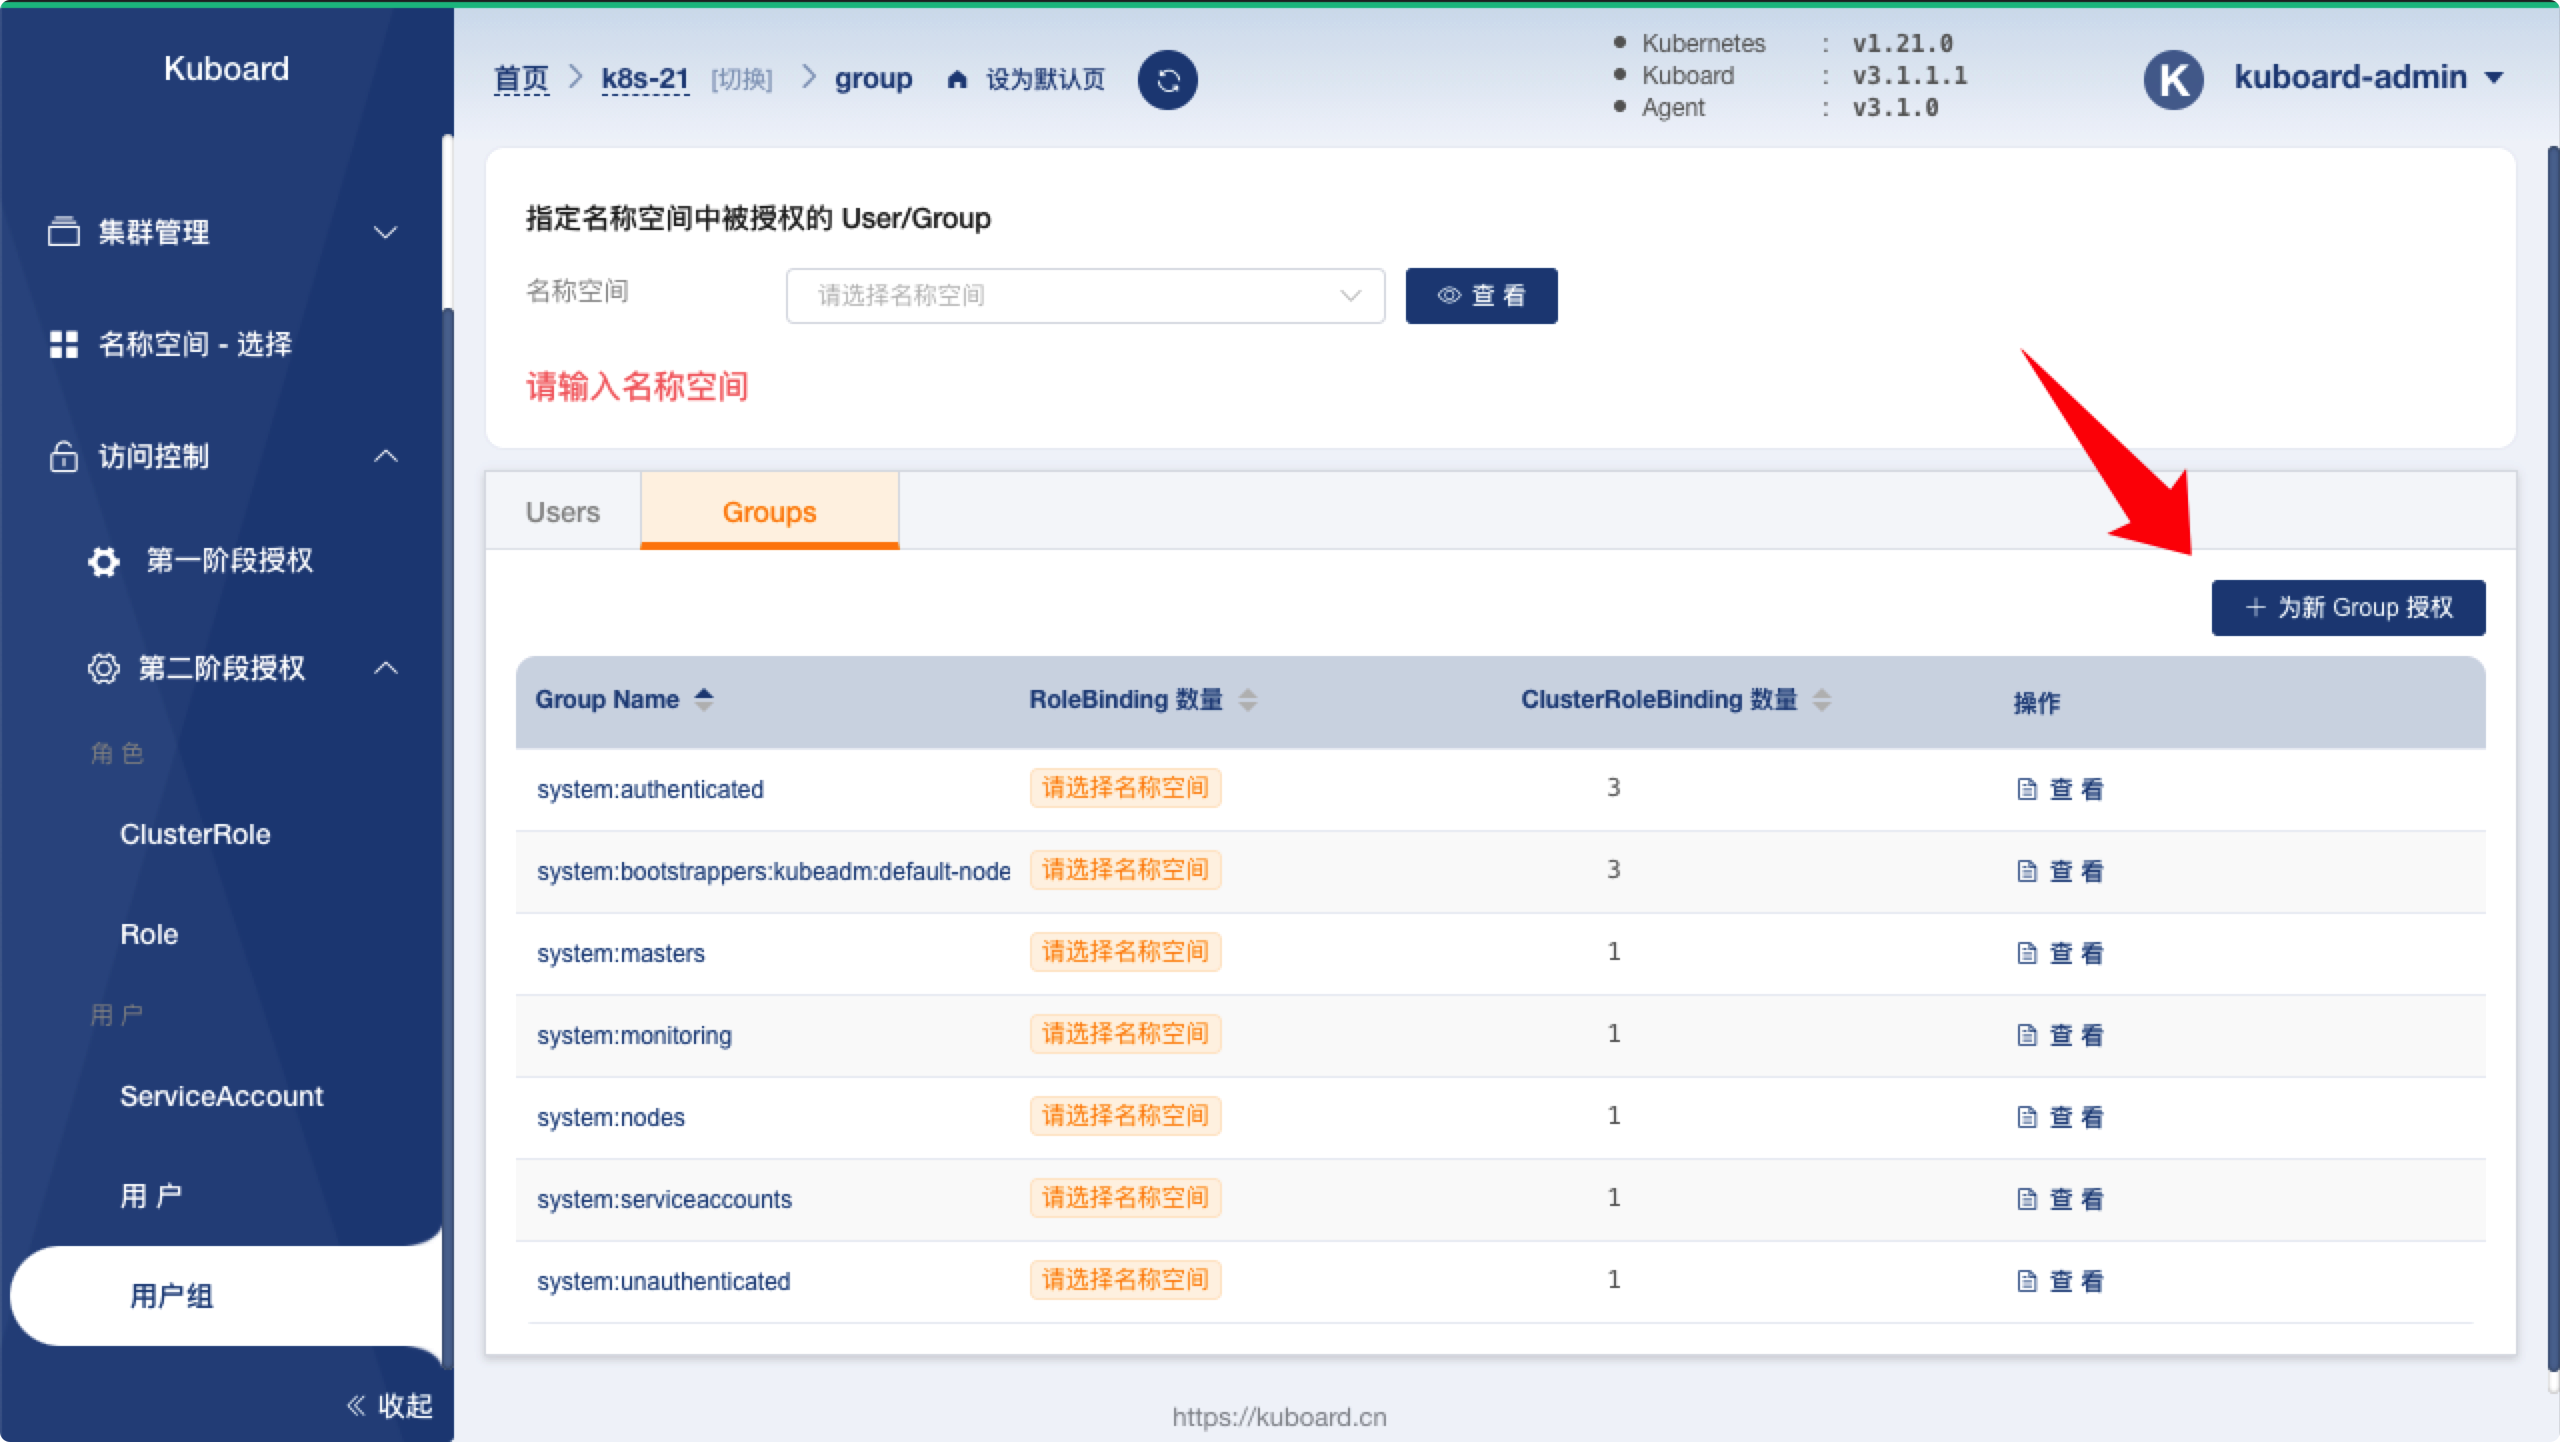 Kuboard
集群管理
名称空间 - 选择
访问控制
第一阶段授权
第二阶段授权
角 色
ClusterRole
Role
用 户
ServiceAccount
用 户
用户组
收起
首页 k8s-21 [切换] group 设为默认页
Kubernetes : v1.21.0
Kuboard : v3.1.1.1
Agent : v3.1.0
K kuboard-admin
指定名称空间中被授权的 User/Group
名称空间 请选择名称空间 查 看
请输入名称空间
Users Groups
为新 Group 授权
Group Name RoleBinding 数量 ClusterRoleBinding 数量 操作
system:authenticated 请选择名称空间 3 查 看
system:bootstrappers:kubeadm:default-node 请选择名称空间 3 查 看
system:masters 请选择名称空间 1 查 看
system:monitoring 请选择名称空间 1 查 看
system:nodes 请选择名称空间 1 查 看
system:serviceaccounts 请选择名称空间 1 查 看
system:unauthenticated 请选择名称空间 1 查 看
https://kuboard.cn